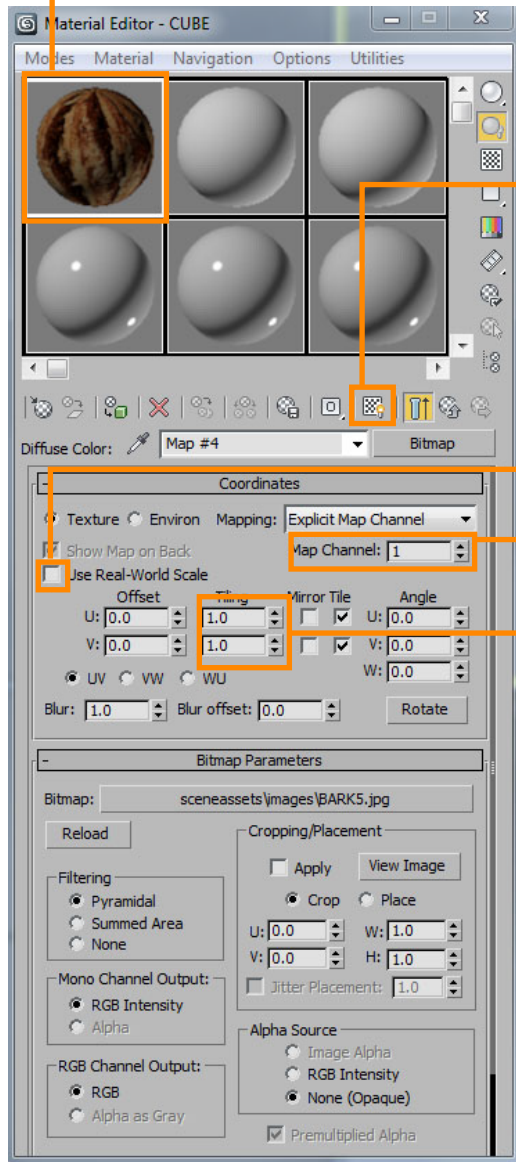 Material Editor - CUBE
Modes Material Navigation Options Utilities
Diffuse Color: Map #4 Bitmap
- Coordinates
Texture Environ Mapping: Explicit Map Channel
Show Map on Back Map Channel: 1
Use Real-World Scale
Offset Tiling Mirror Tile Angle
U: 0.0 1.0 U: 0.0
V: 0.0 1.0 V: 0.0
UV VW WU W: 0.0
Blur: 1.0 Blur offset: 0.0 Rotate
- Bitmap Parameters
Bitmap: sceneassets\images\BARK5.jpg
Reload
Cropping/Placement
Apply View Image
Crop Place
U: 0.0 W: 1.0
V: 0.0 H: 1.0
Jitter Placement: 1.0
Filtering
Pyramidal
Summed Area
None
Mono Channel Output:
RGB Intensity
Alpha
RGB Channel Output:
RGB
Alpha as Gray
Alpha Source
Image Alpha
RGB Intensity
None (Opaque)
Premultiplied Alpha